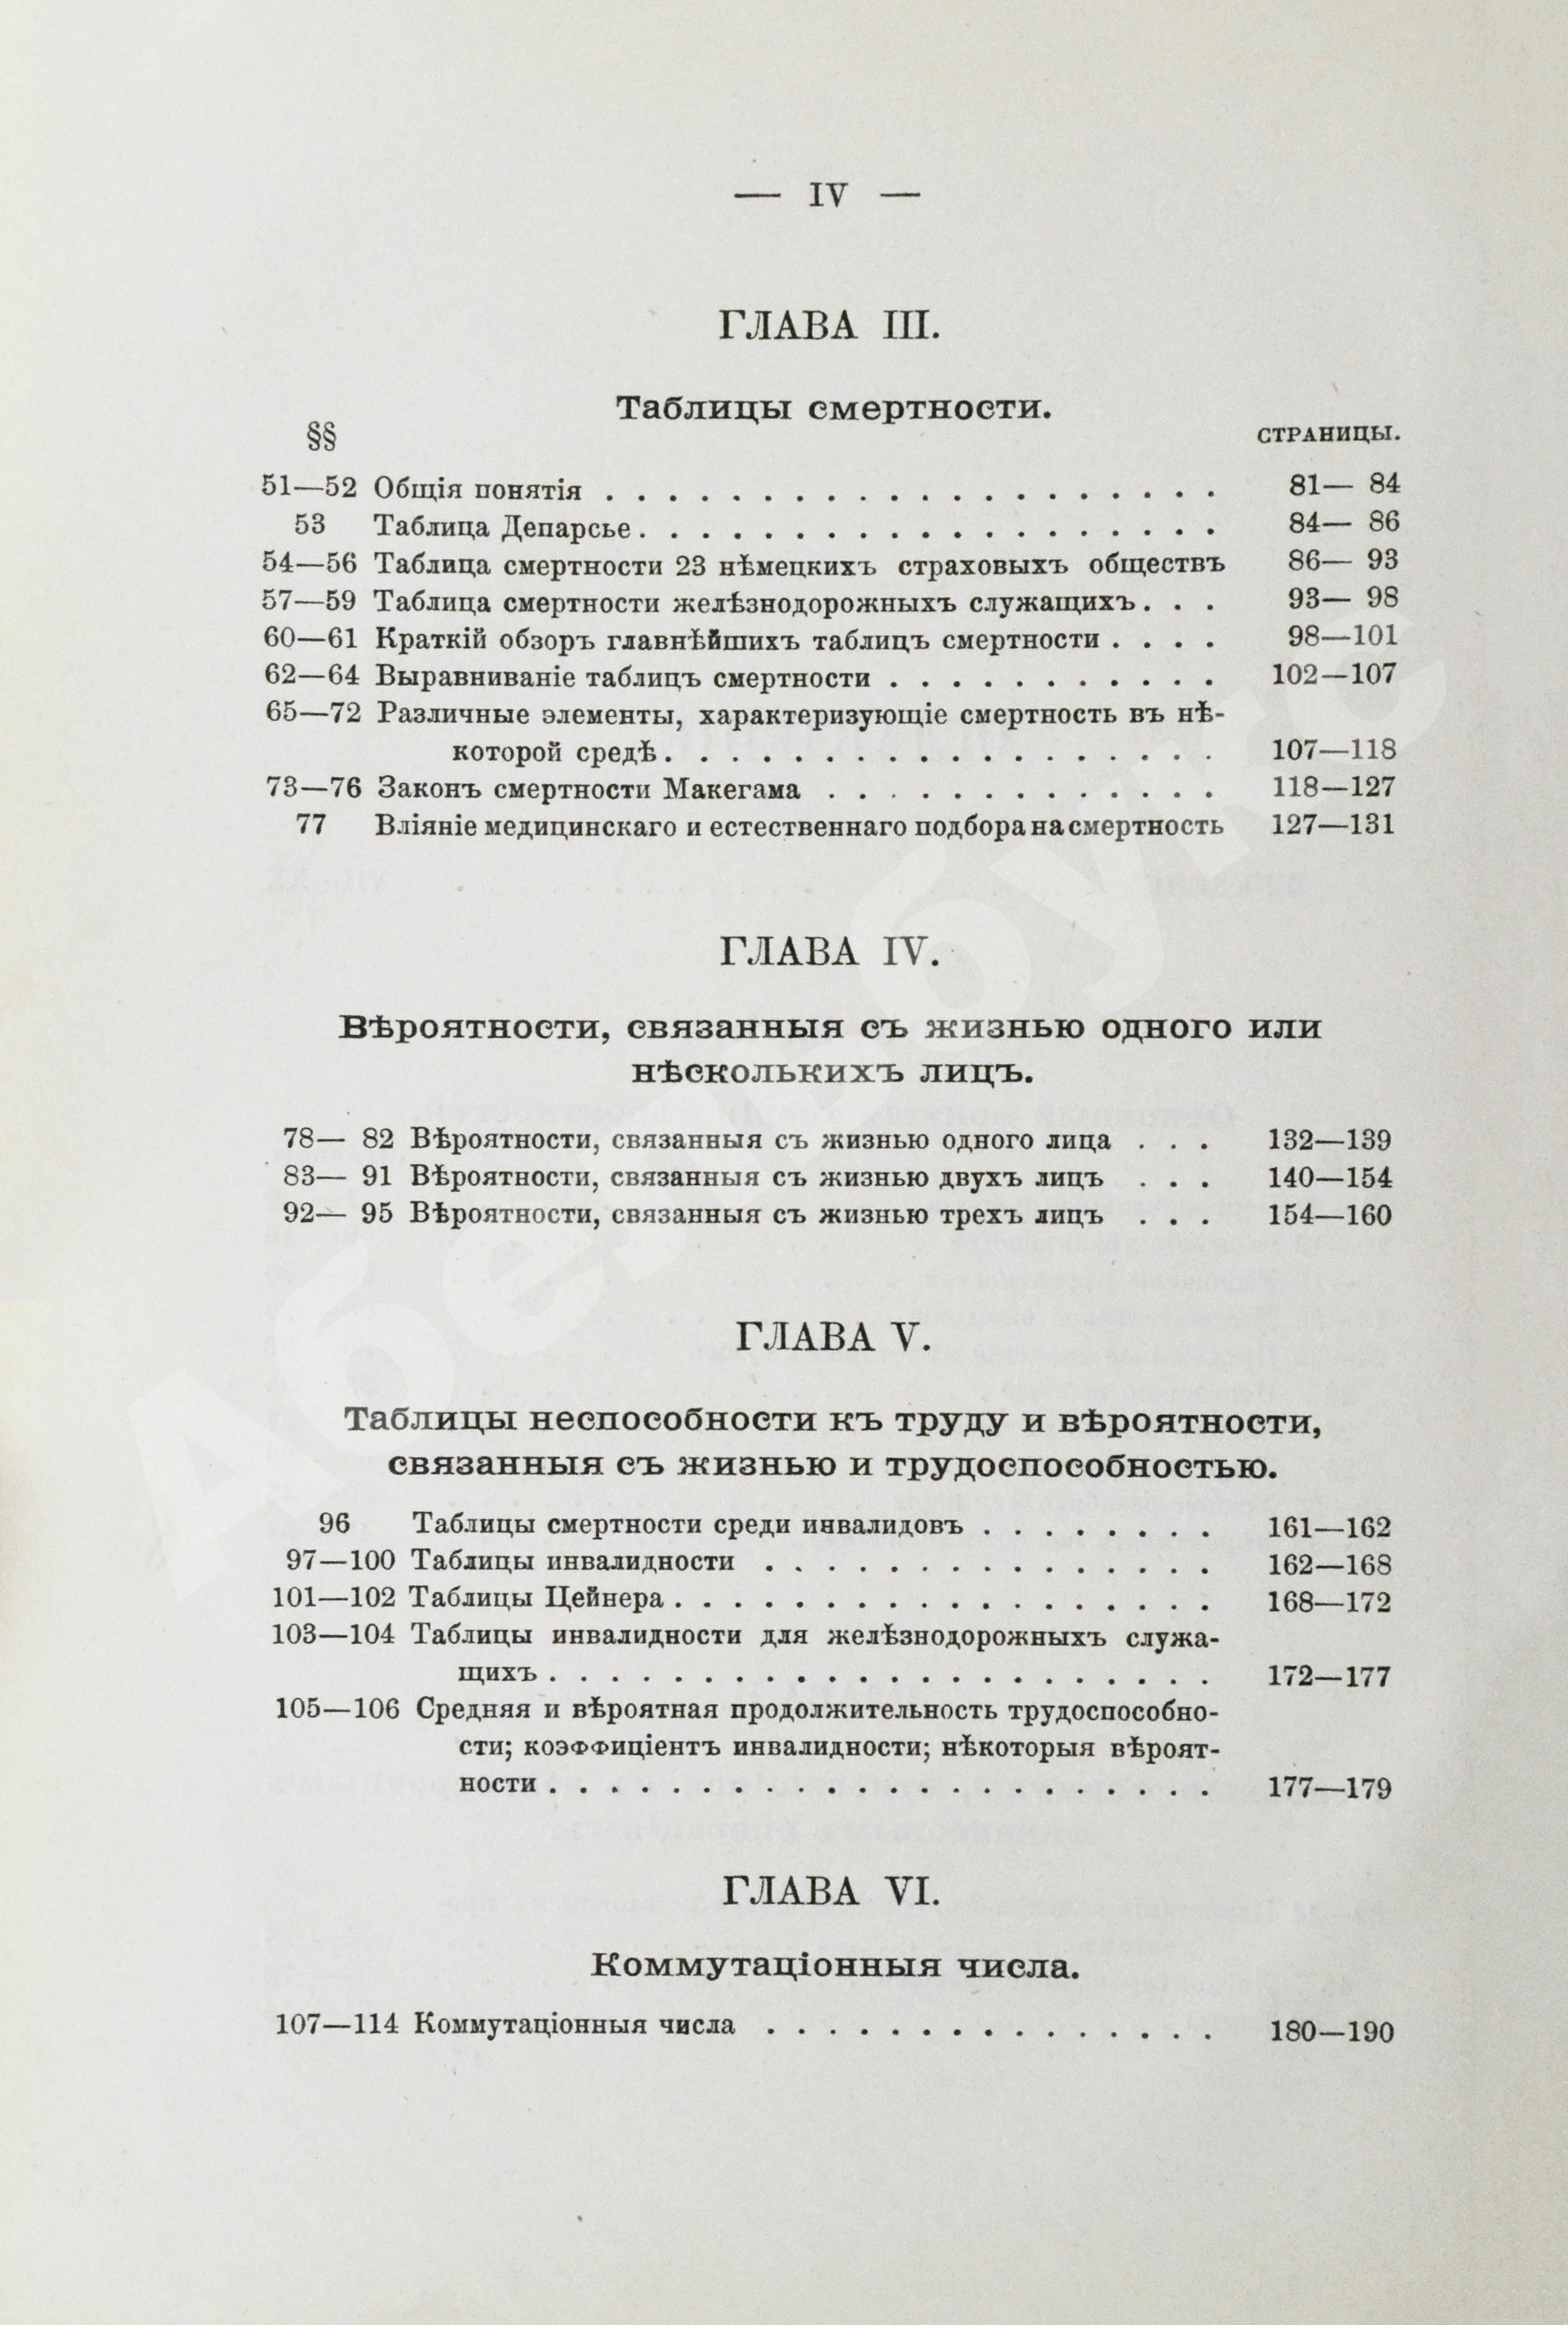 — IV —
ГЛАВА III.
Таблицы смертности.
§§ СТРАНИЦЫ.
51—52 Общія понятія . . . . . . . . . . . . . . . . . . . . 81— 84
53 Таблица Депарсье . . . . . . . . . . . . . . . . . . . 84— 86
54—56 Таблица смертности 23 нѣмецкихъ страховыхъ обществъ 86— 93
57—59 Таблица смертности желѣзнодорожныхъ служащихъ . . . 93— 98
60—61 Краткій обзоръ главнѣйшихъ таблицъ смертности . . . . 98—101
62—64 Выравниваніе таблицъ смертности . . . . . . . . . . . 102—107
65—72 Различные элементы, характеризующіе смертность въ нѣ-
которой средѣ . . . . . . . . . . . . . . . . . . 107—118
73—76 Законъ смертности Макегама . . . . . . . . . . . . . 118—127
77 Вліяніе медицинскаго и естественнаго подбора на смертность 127—131
ГЛАВА IV.
Вѣроятности, связанныя съ жизнью одного или
нѣсколькихъ лицъ.
78— 82 Вѣроятности, связанныя съ жизнью одного лица . . . 132—139
83— 91 Вѣроятности, связанныя съ жизнью двухъ лицъ . . . 140—154
92— 95 Вѣроятности, связанныя съ жизнью трехъ лицъ . . . 154—160
ГЛАВА V.
Таблицы неспособности къ труду и вѣроятности,
связанныя съ жизнью и трудоспособностью.
96 Таблицы смертности среди инвалидовъ . . . . . . . . 161—162
97—100 Таблицы инвалидности . . . . . . . . . . . . . . . 162—168
101—102 Таблицы Цейнера . . . . . . . . . . . . . . . . . . 168—172
103—104 Таблицы инвалидности для желѣзнодорожныхъ служа-
щихъ . . . . . . . . . . . . . . . . . . . . . . 172—177
105—106 Средняя и вѣроятная продолжительность трудоспособно-
сти; коэффиціентъ инвалидности; нѣкоторыя вѣроят-
ности . . . . . . . . . . . . . . . . . . . . . . 177—179
ГЛАВА VI.
Коммутаціонныя числа.
107—114 Коммутаціонныя числа . . . . . . . . . . . . . . . 180—190